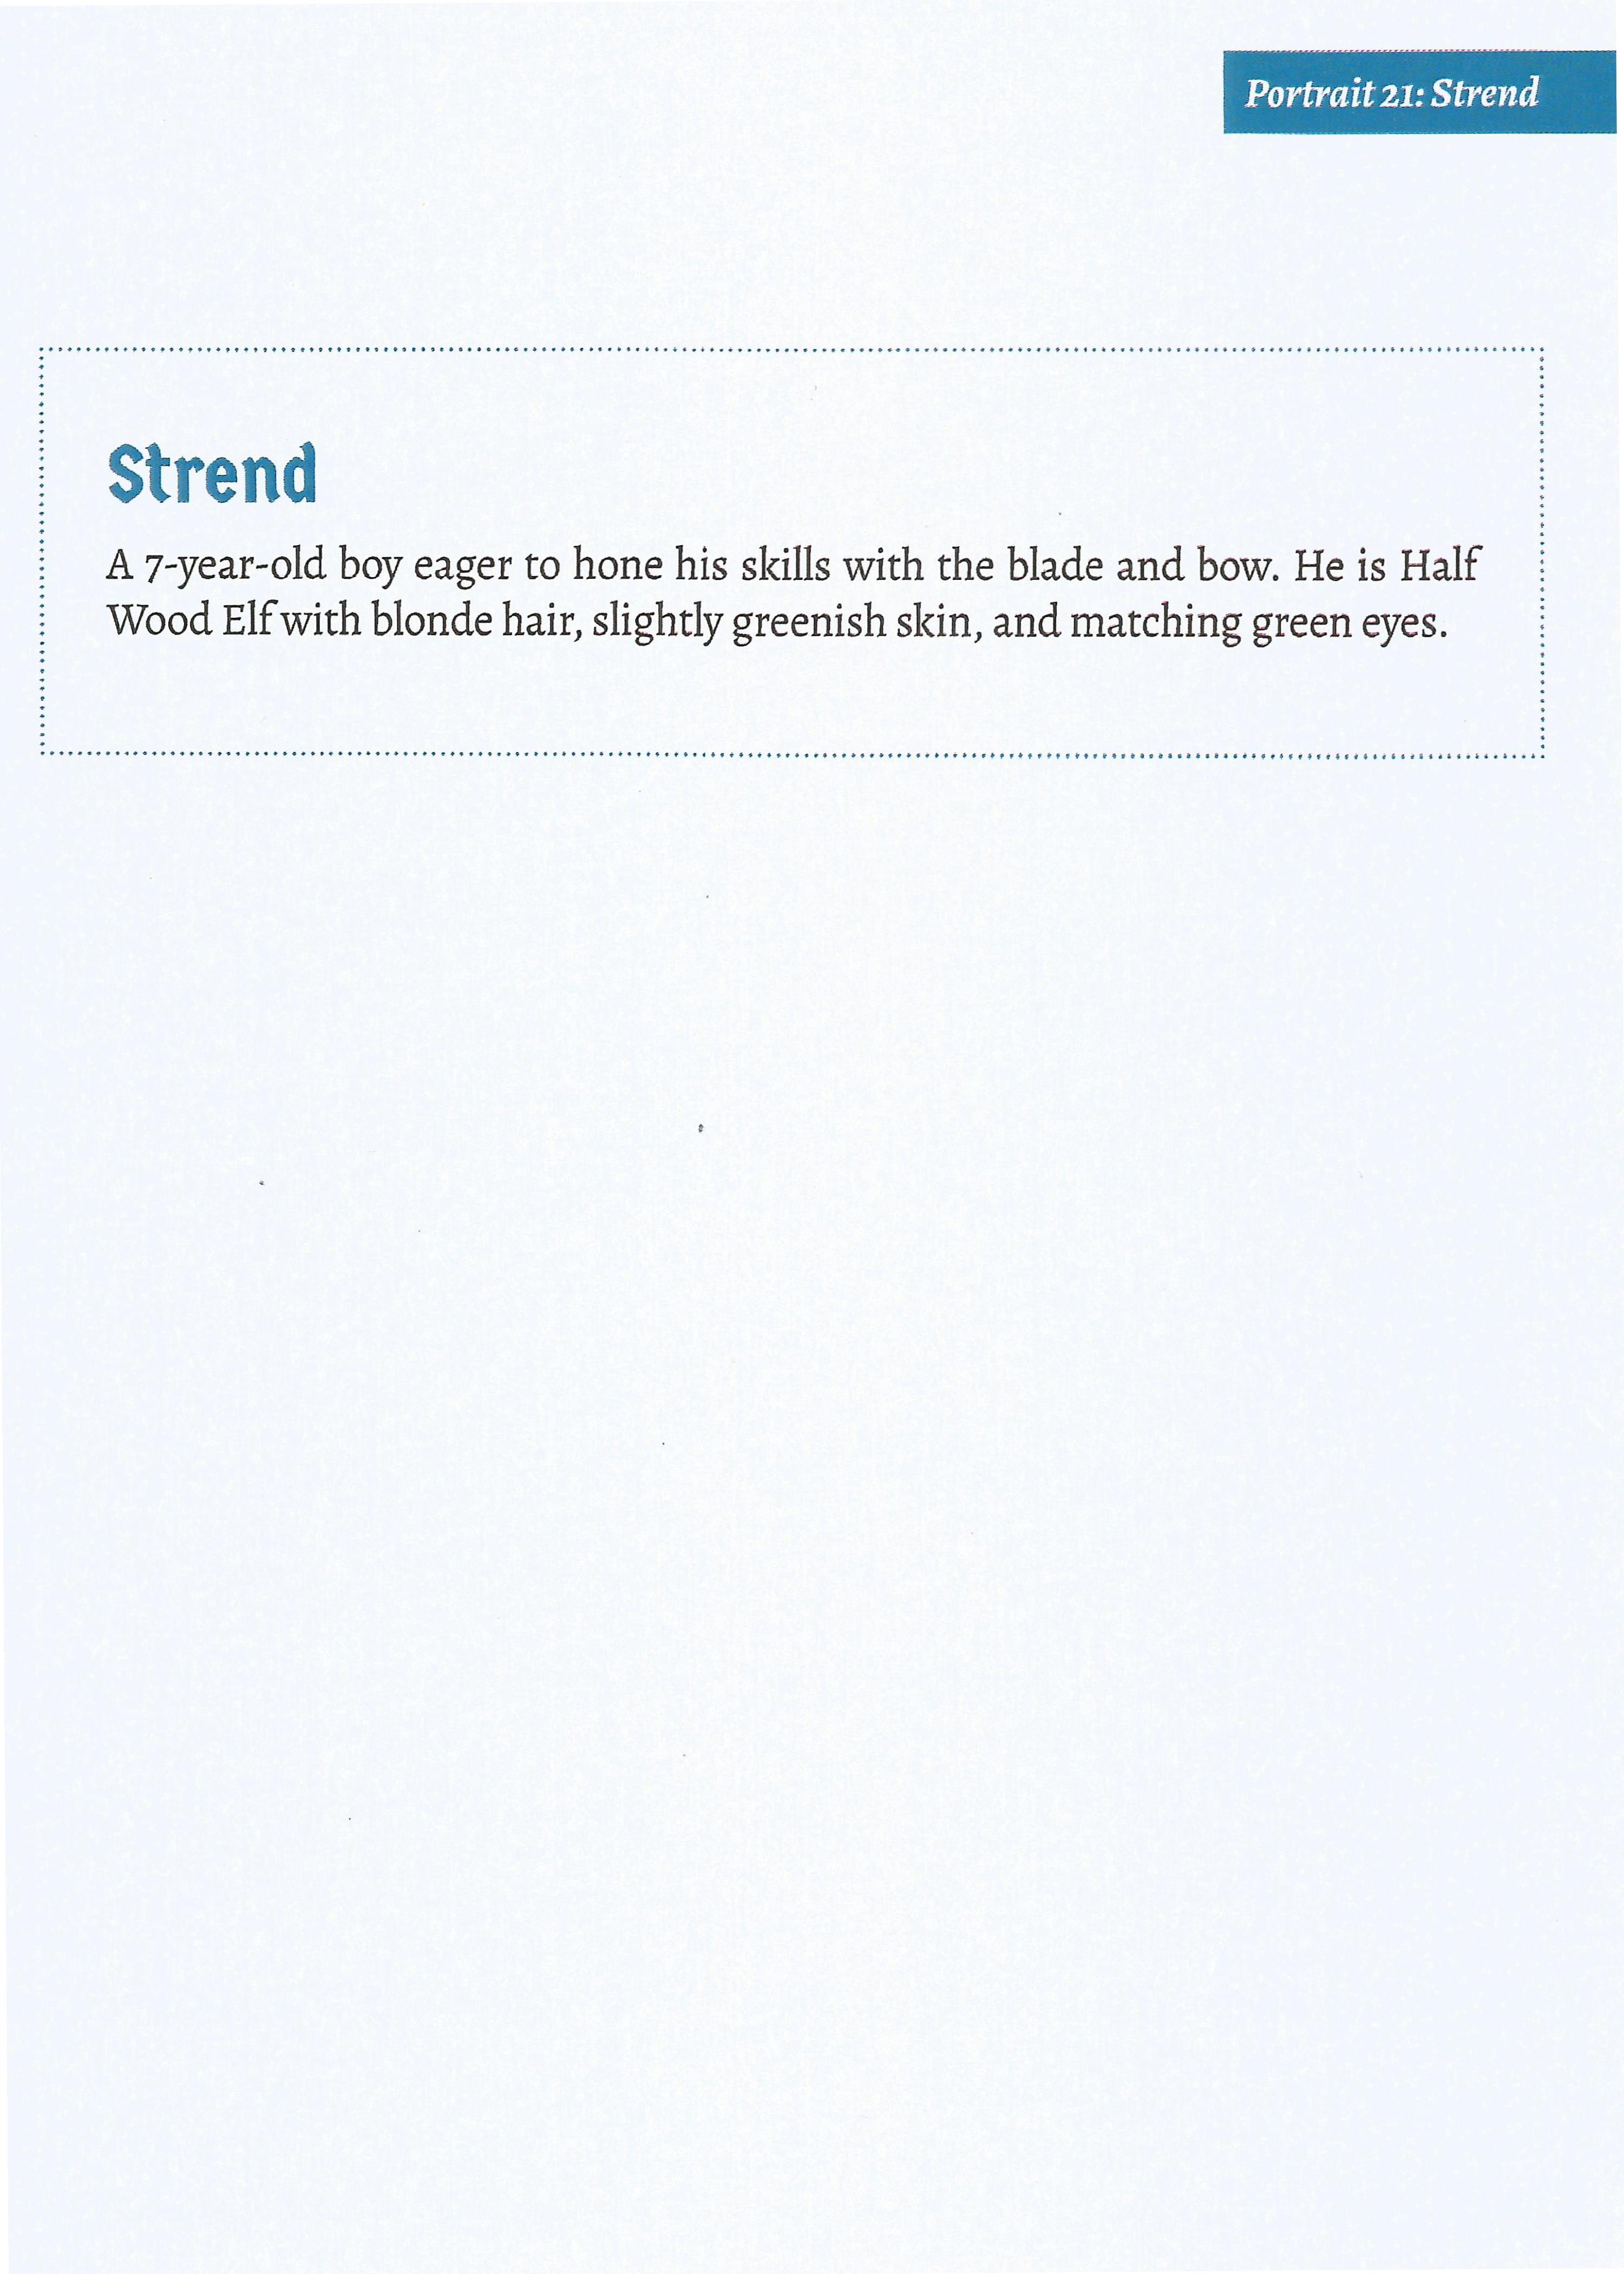 Portrait 21: Strend
Strend
A 7-year-old boy eager to hone his skills with the blade and bow. He is Half
Wood Elf with blonde hair, slightly greenish skin, and matching green eyes.